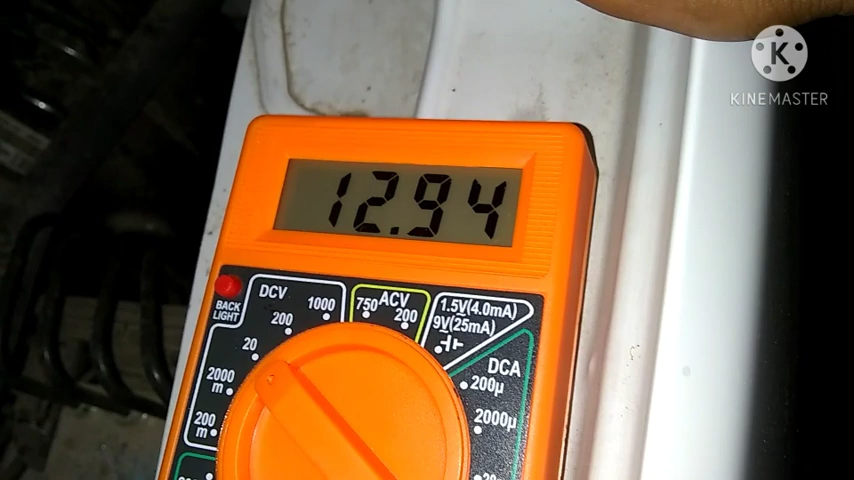 K
KINEMASTER
12.94
BACK
LIGHT
DCV
1000
200
20
2000
m
200
m
ACV
750
200
1.5V(4.0mA)
9V(25mA)
DCA
200µ
2000µ